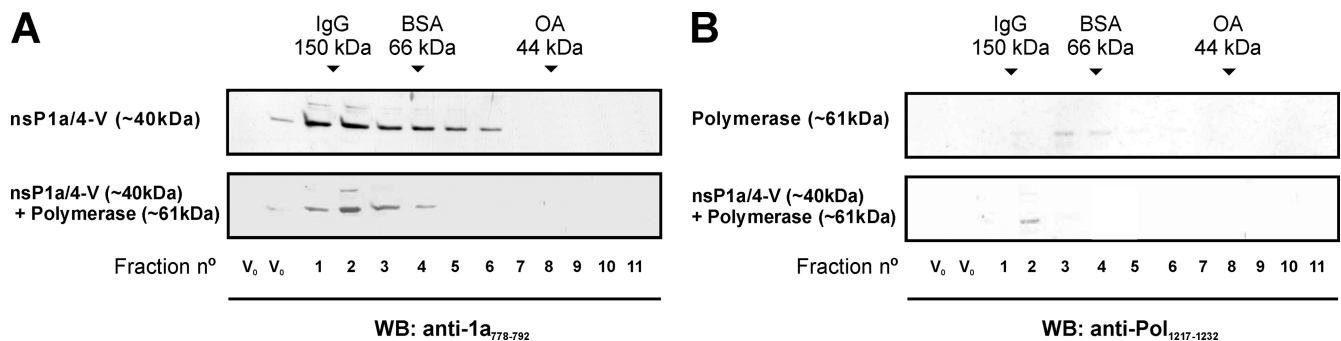 A
IgG BSA OA
150 kDa 66 kDa 44 kDa
nsP1a/4-V (~40kDa)
nsP1a/4-V (~40kDa)
+ Polymerase (~61kDa)
Fraction nº V₀ V₀ 1 2 3 4 5 6 7 8 9 10 11
WB: anti-1a₇₇₈₋₇₉₂
B
IgG BSA OA
150 kDa 66 kDa 44 kDa
Polymerase (~61kDa)
nsP1a/4-V (~40kDa)
+ Polymerase (~61kDa)
Fraction nº V₀ V₀ 1 2 3 4 5 6 7 8 9 10 11
WB: anti-Pol₁₂₁₇₋₁₂₃₂